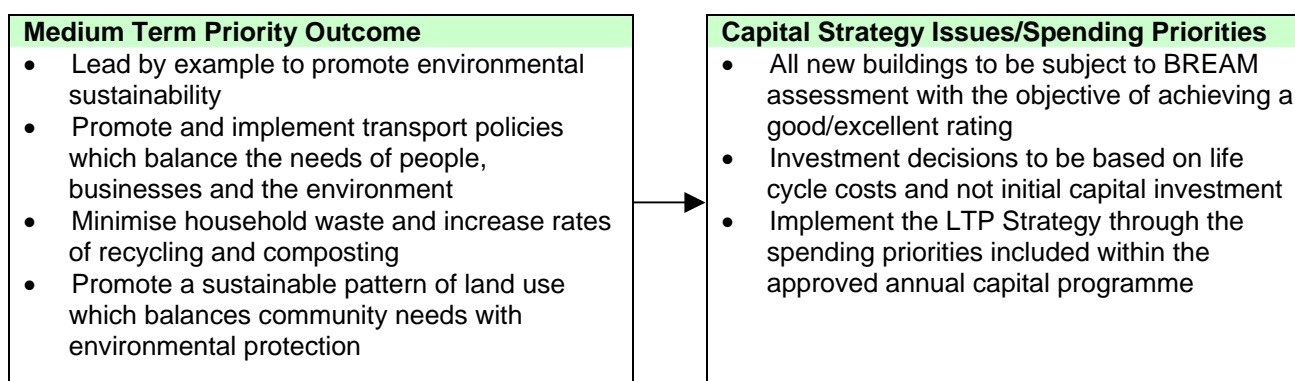 Medium Term Priority Outcome
• Lead by example to promote environmental
sustainability
• Promote and implement transport policies
which balance the needs of people,
businesses and the environment
• Minimise household waste and increase rates
of recycling and composting
• Promote a sustainable pattern of land use
which balances community needs with
environmental protection
Capital Strategy Issues/Spending Priorities
• All new buildings to be subject to BREAM
assessment with the objective of achieving a
good/excellent rating
• Investment decisions to be based on life
cycle costs and not initial capital investment
• Implement the LTP Strategy through the
spending priorities included within the
approved annual capital programme